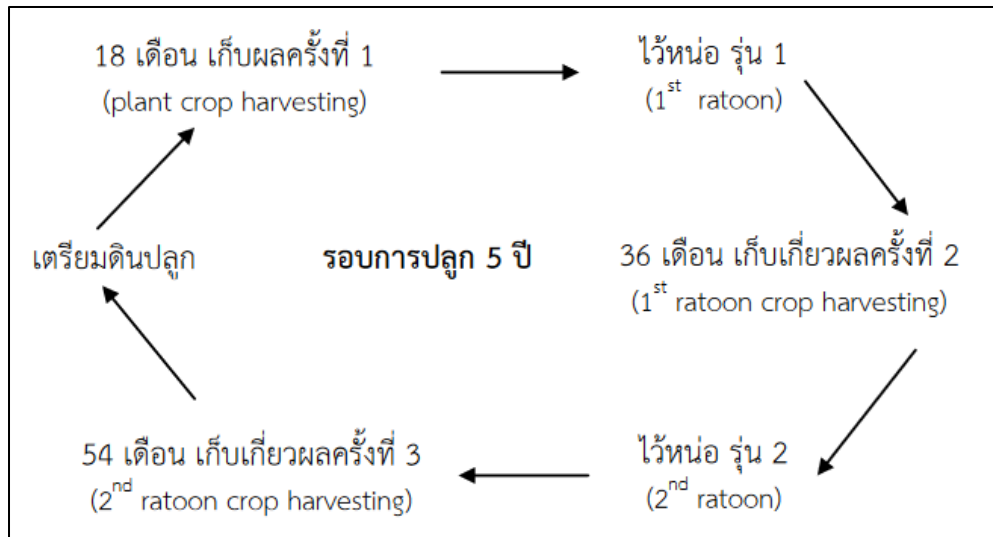 18 เดือน เก็บผลครั้งที่ 1
(plant crop harvesting)
ไว้หน่อ รุ่น 1
(1st ratoon)
เตรียมดินปลูก
รอบการปลูก 5 ปี
36 เดือน เก็บเกี่ยวผลครั้งที่ 2
(1st ratoon crop harvesting)
54 เดือน เก็บเกี่ยวผลครั้งที่ 3
(2nd ratoon crop harvesting)
ไว้หน่อ รุ่น 2
(2nd ratoon)